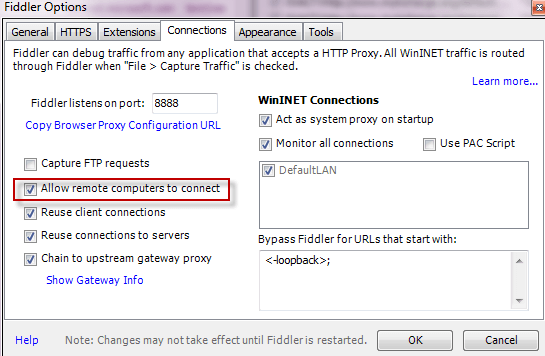 Fiddler Options
General HTTPS Extensions Connections Appearance Tools
Fiddler can debug traffic from any application that accepts a HTTP Proxy. All WinINET traffic is routed
through Fiddler when "File > Capture Traffic" is checked.
Learn more...
Fiddler listens on port: 8888
Copy Browser Proxy Configuration URL
Capture FTP requests
Allow remote computers to connect
Reuse client connections
Reuse connections to servers
Chain to upstream gateway proxy
Show Gateway Info
WinINET Connections
Act as system proxy on startup
Monitor all connections Use PAC Script
DefaultLAN
Bypass Fiddler for URLs that start with:
<-loopback>;
Help Note: Changes may not take effect until Fiddler is restarted. OK Cancel